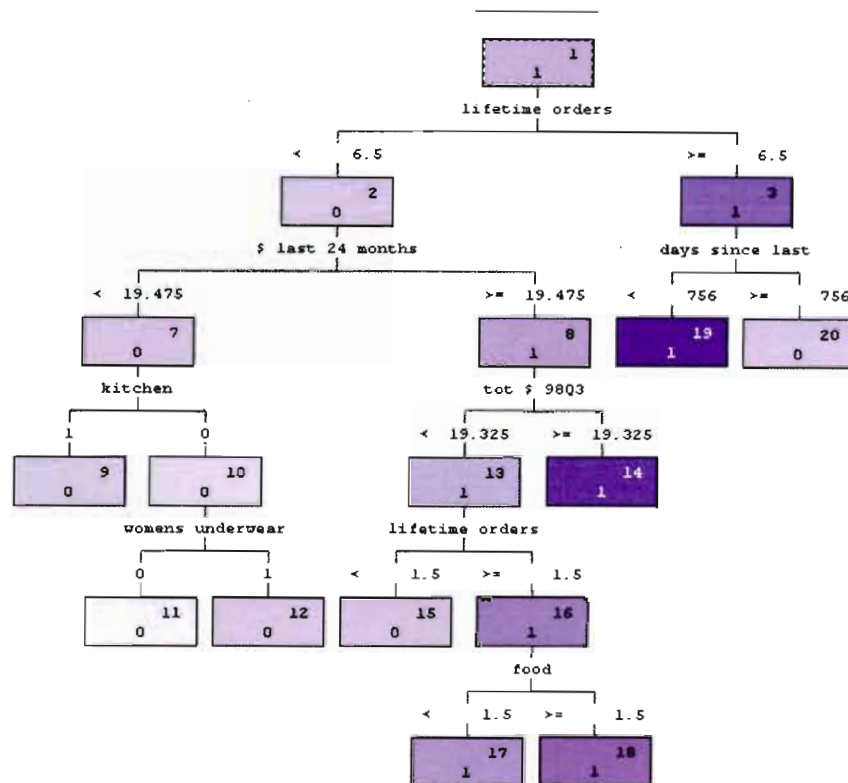 1
1
lifetime orders
< 6.5 >= 6.5
2 3
0 1
$ last 24 months days since last
< 19.475 >= 19.475 < 756 >= 756
7 8 19 20
0 1 1 0
kitchen tot $ 98Q3
1 0 < 19.325 >= 19.325
9 10 13 14
0 0 1 1
womens underwear lifetime orders
0 1 < 1.5 >= 1.5
11 12 15 16
0 0 0 1
food
< 1.5 >= 1.5
17 18
1 1